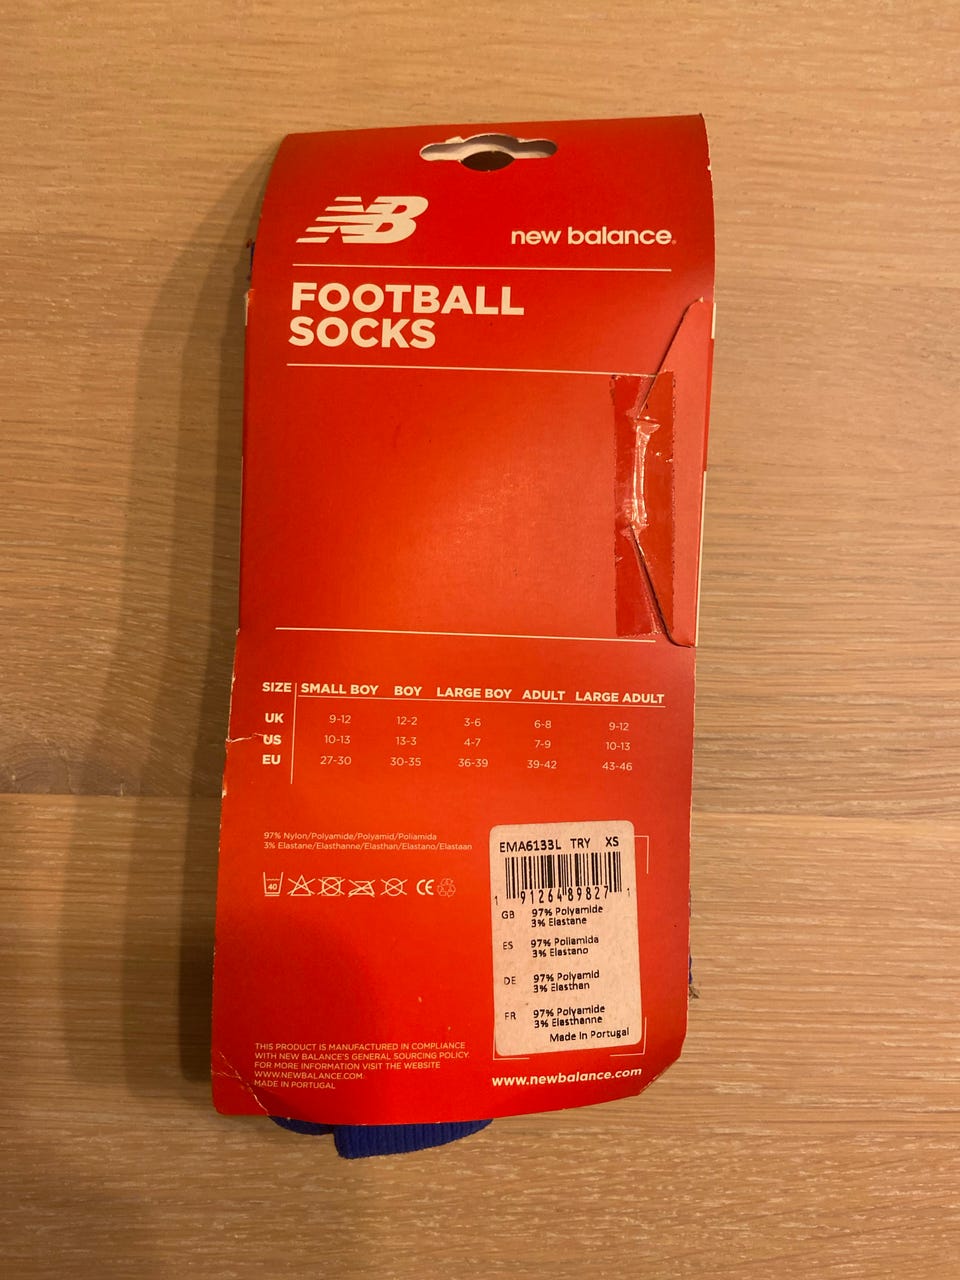 NB
new balance.
FOOTBALL
SOCKS
SIZE SMALL BOY BOY LARGE BOY ADULT LARGE ADULT
UK 9-12 12-2 3-6 6-8 9-12
US 10-13 13-3 4-7 7-9 10-13
EU 27-30 30-35 36-39 39-42 43-46
97% Nylon/Polyamide/Polyamid/Poliamida
3% Elastane/Elasthanne/Elasthan/Elastano/Elastaan
40 CE
EMA6133L TRY XS
1 91264 89827 1
GB 97% Polyamide
3% Elastane
ES 97% Poliamida
3% Elastano
DE 97% Polyamid
3% Elasthan
FR 97% Polyamide
3% Elasthanne
Made In Portugal
THIS PRODUCT IS MANUFACTURED IN COMPLIANCE
WITH NEW BALANCE'S GENERAL SOURCING POLICY.
FOR MORE INFORMATION VISIT THE WEBSITE
WWW.NEWBALANCE.COM
MADE IN PORTUGAL
www.newbalance.com